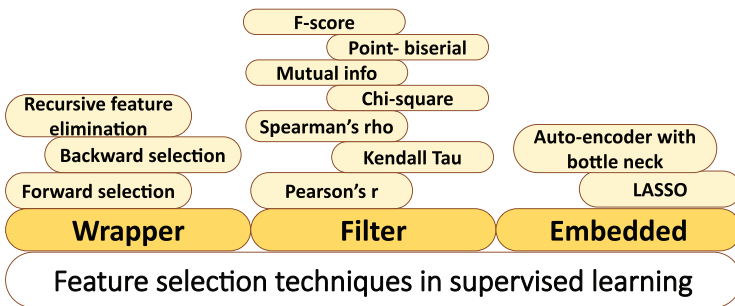 F-score
Point- biserial
Mutual info
Chi-square
Recursive feature
elimination
Spearman's rho
Auto-encoder with
bottle neck
Backward selection
Kendall Tau
Forward selection
Pearson's r
LASSO
Wrapper
Filter
Embedded
Feature selection techniques in supervised learning